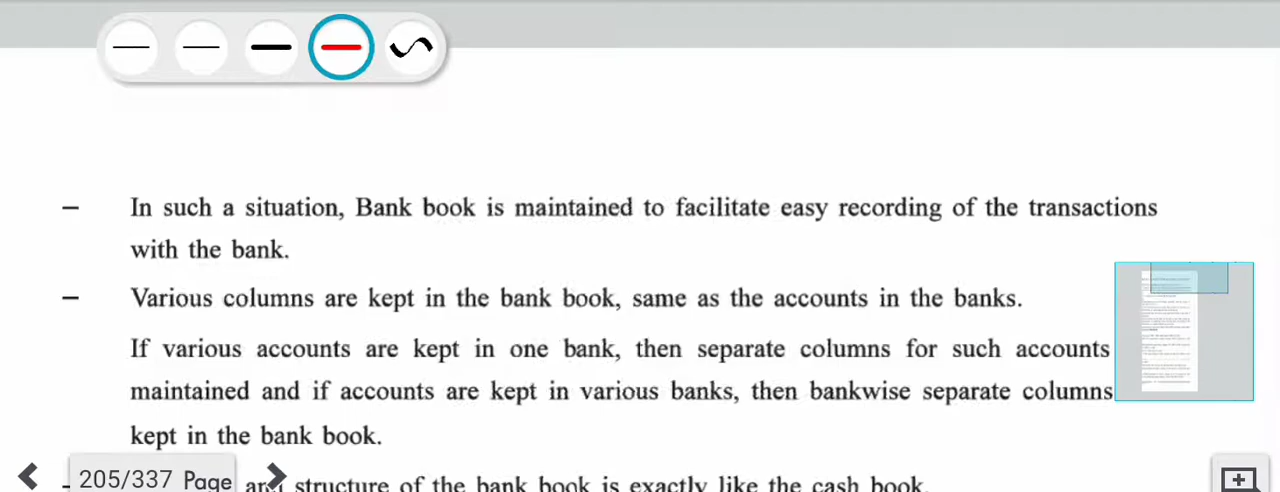 – In such a situation, Bank book is maintained to facilitate easy recording of the transactions
with the bank.
– Various columns are kept in the bank book, same as the accounts in the banks.
If various accounts are kept in one bank, then separate columns for such accounts
maintained and if accounts are kept in various banks, then bankwise separate columns
kept in the bank book.
205/337 Page
and structure of the bank book is exactly like the cash book.